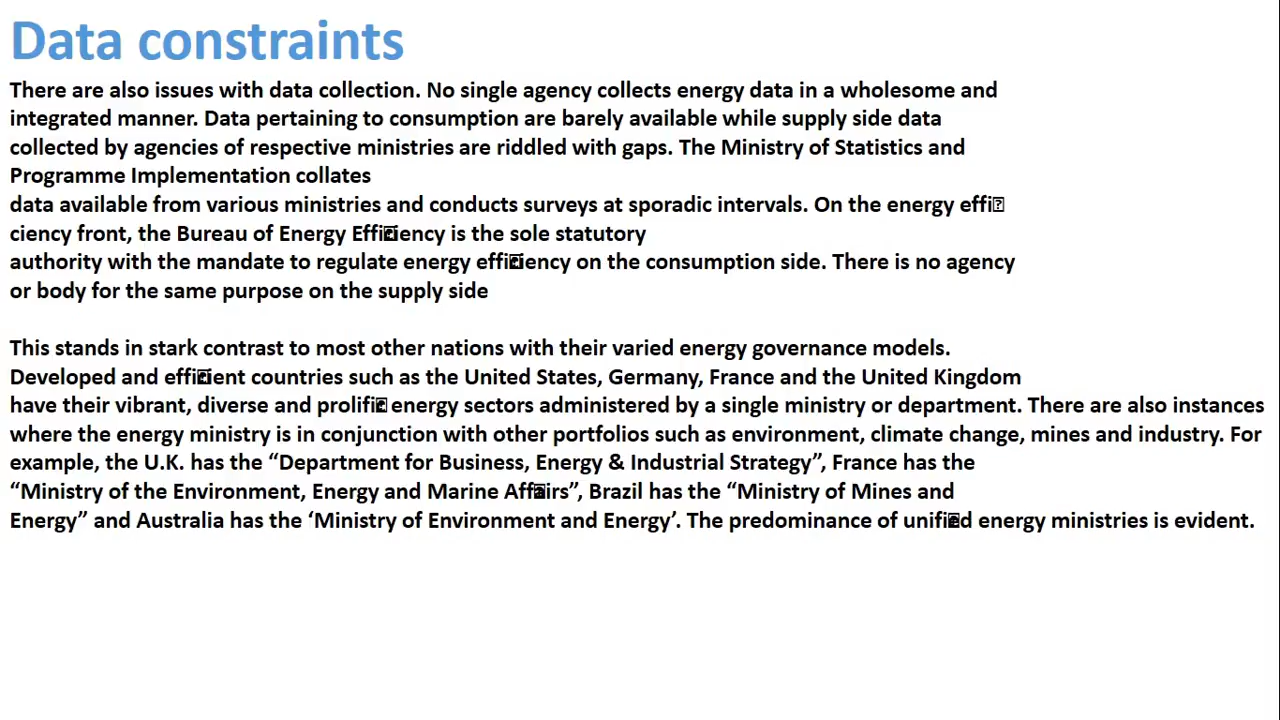 Data constraints
There are also issues with data collection. No single agency collects energy data in a wholesome and
integrated manner. Data pertaining to consumption are barely available while supply side data
collected by agencies of respective ministries are riddled with gaps. The Ministry of Statistics and
Programme Implementation collates
data available from various ministries and conducts surveys at sporadic intervals. On the energy effi
ciency front, the Bureau of Energy Efficiency is the sole statutory
authority with the mandate to regulate energy efficiency on the consumption side. There is no agency
or body for the same purpose on the supply side
This stands in stark contrast to most other nations with their varied energy governance models.
Developed and efficient countries such as the United States, Germany, France and the United Kingdom
have their vibrant, diverse and prolific energy sectors administered by a single ministry or department. There are also instances
where the energy ministry is in conjunction with other portfolios such as environment, climate change, mines and industry. For
example, the U.K. has the “Department for Business, Energy & Industrial Strategy”, France has the
“Ministry of the Environment, Energy and Marine Affairs”, Brazil has the “Ministry of Mines and
Energy” and Australia has the ‘Ministry of Environment and Energy’. The predominance of unified energy ministries is evident.